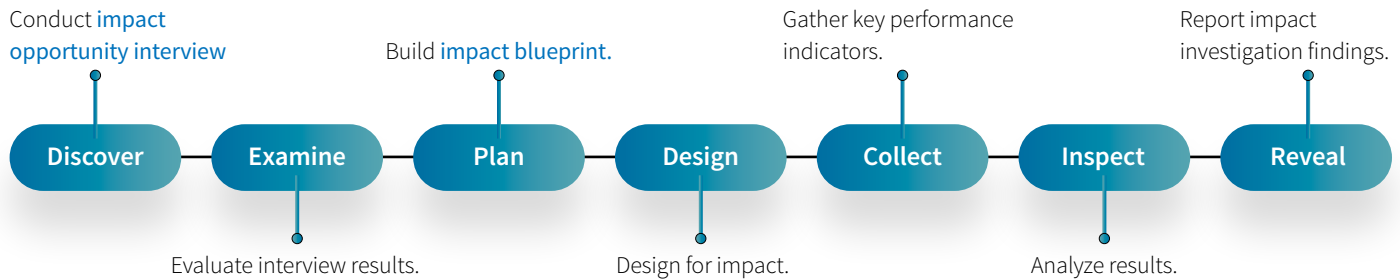 Conduct impact
opportunity interview
Build impact blueprint.
Gather key performance
indicators.
Report impact
investigation findings.
Discover
Examine
Plan
Design
Collect
Inspect
Reveal
Evaluate interview results.
Design for impact.
Analyze results.